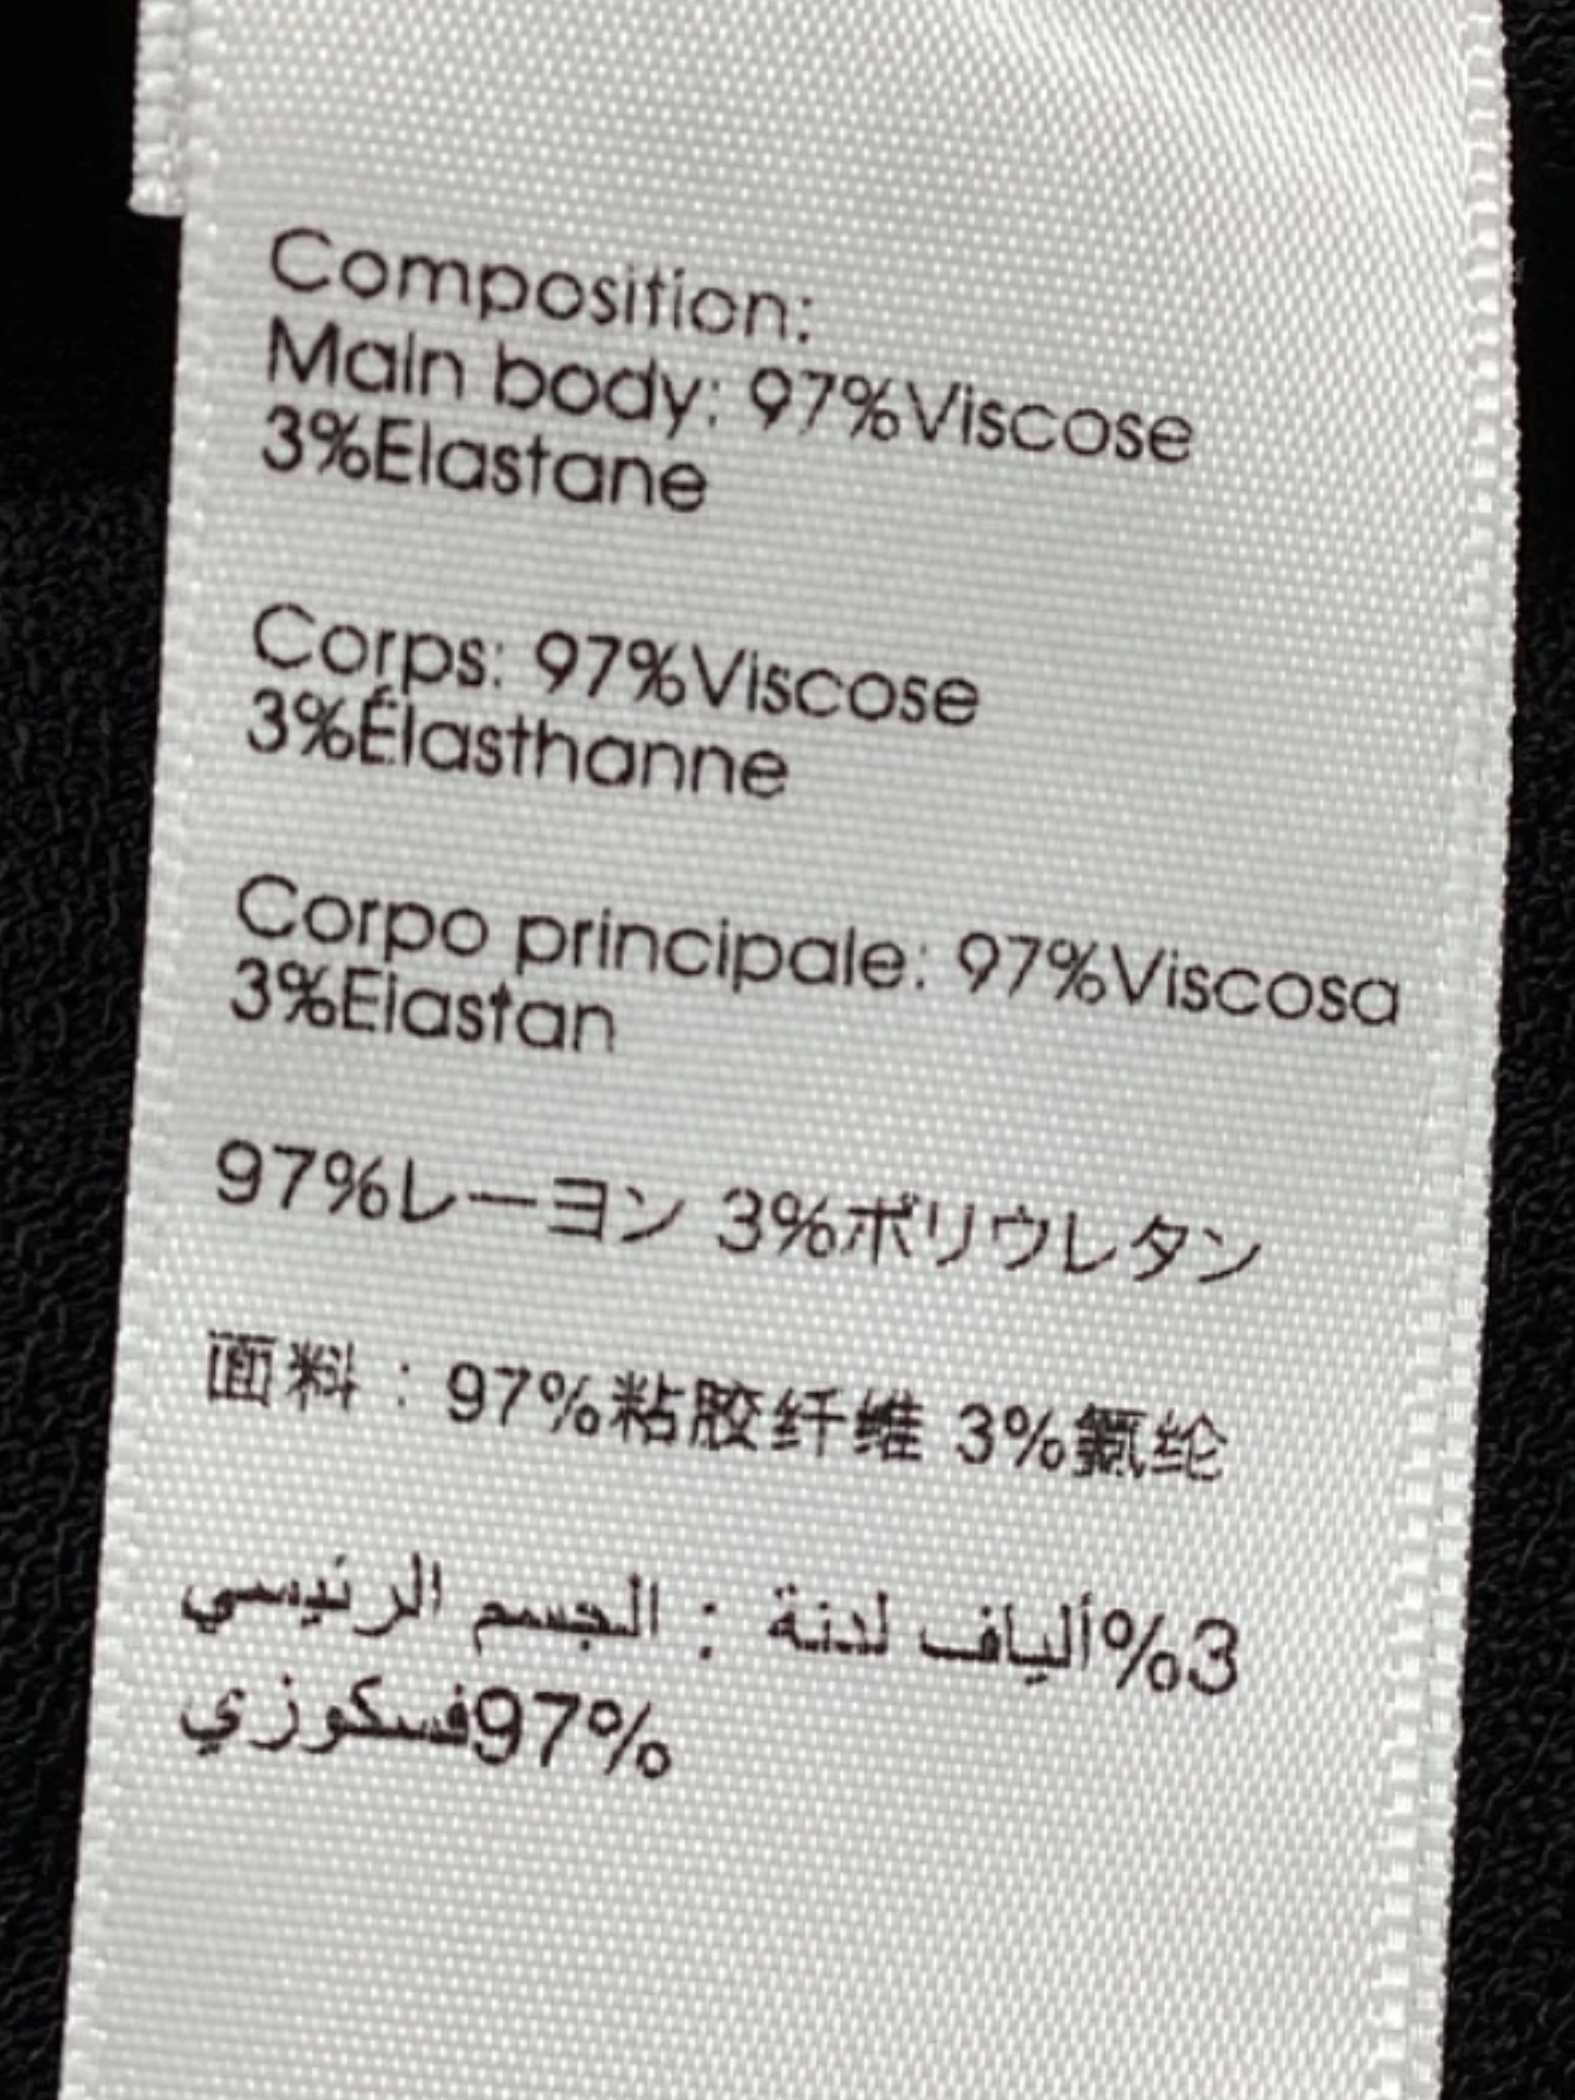 Composition:
Main body: 97%Viscose
3%Elastane
Corps: 97%Viscose
3%Élasthanne
Corpo principale: 97%Viscosa
3%Elastan
97%レーヨン 3%ポリウレタン
面料：97%粘胶纤维 3%氨纶
3%ألياف لدنة : الجسم الرئيسي
97%فسكوزي